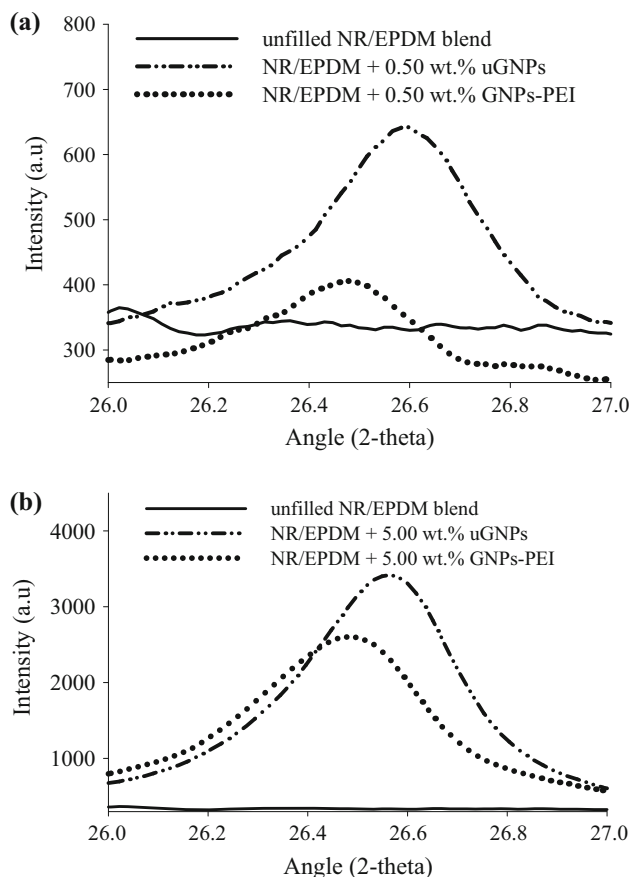 (a)
unfilled NR/EPDM blend
NR/EPDM + 0.50 wt.% uGNPs
NR/EPDM + 0.50 wt.% GNPs-PEI
800
700
600
500
400
300
Intensity (a.u)
26.0 26.2 26.4 26.6 26.8 27.0
Angle (2-theta)
(b)
unfilled NR/EPDM blend
NR/EPDM + 5.00 wt.% uGNPs
NR/EPDM + 5.00 wt.% GNPs-PEI
4000
3000
2000
1000
Intensity (a.u)
26.0 26.2 26.4 26.6 26.8 27.0
Angle (2-theta)